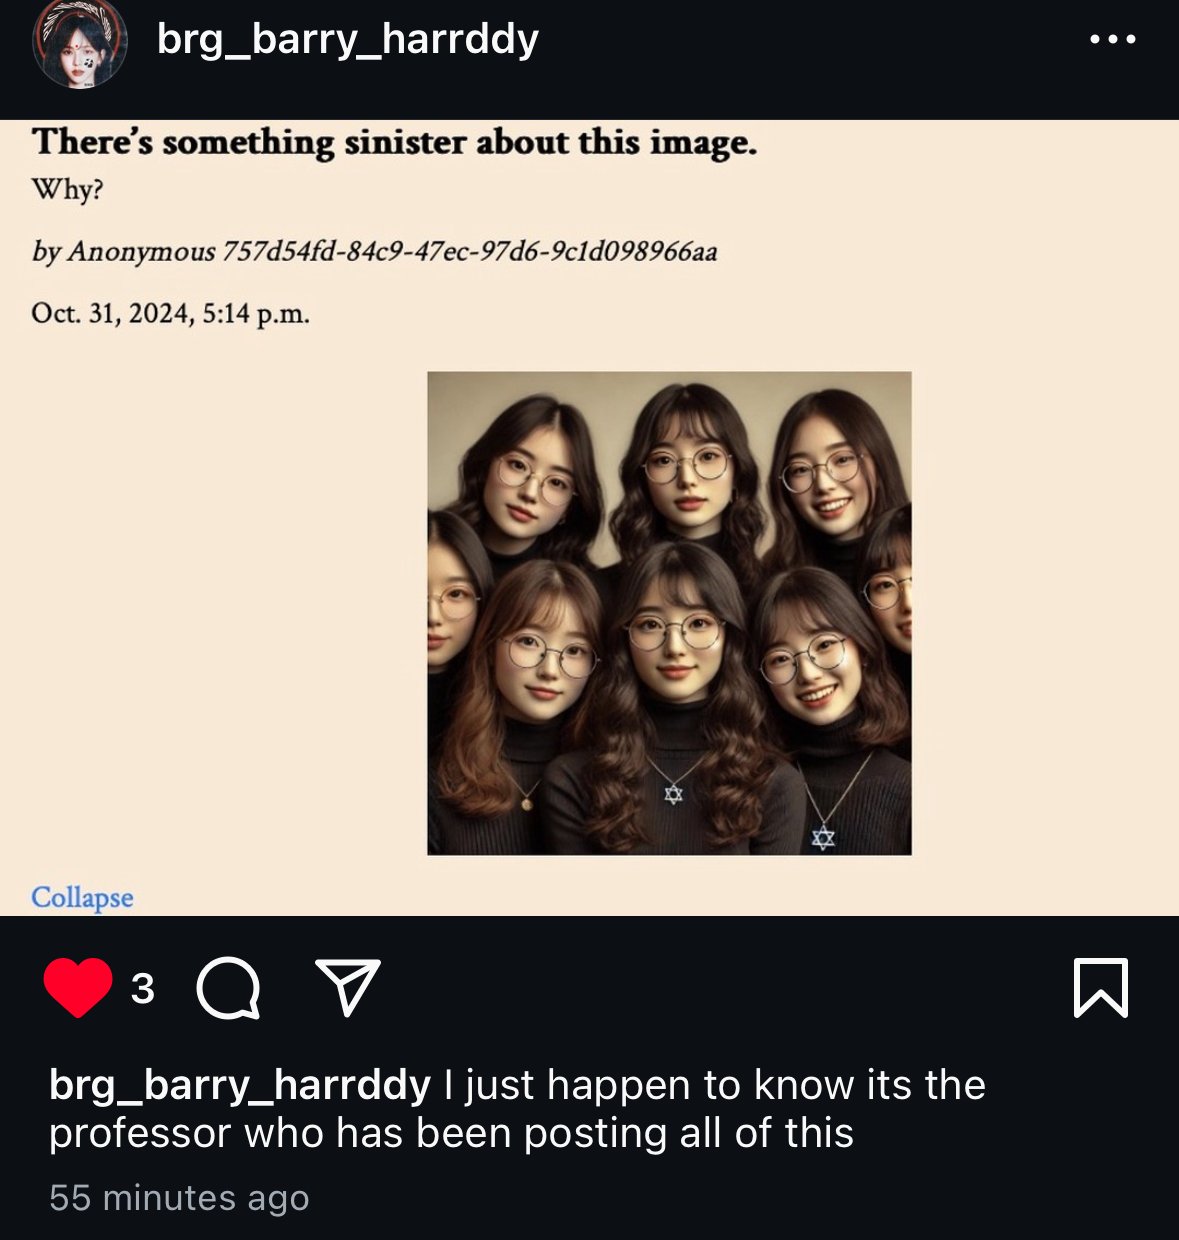 brg_barry_harrddy
There’s something sinister about this image.
Why?
by Anonymous 757d54fd-84c9-47ec-97d6-9c1d098966aa
Oct. 31, 2024, 5:14 p.m.
Collapse
3
brg_barry_harrddy I just happen to know its the
professor who has been posting all of this
55 minutes ago